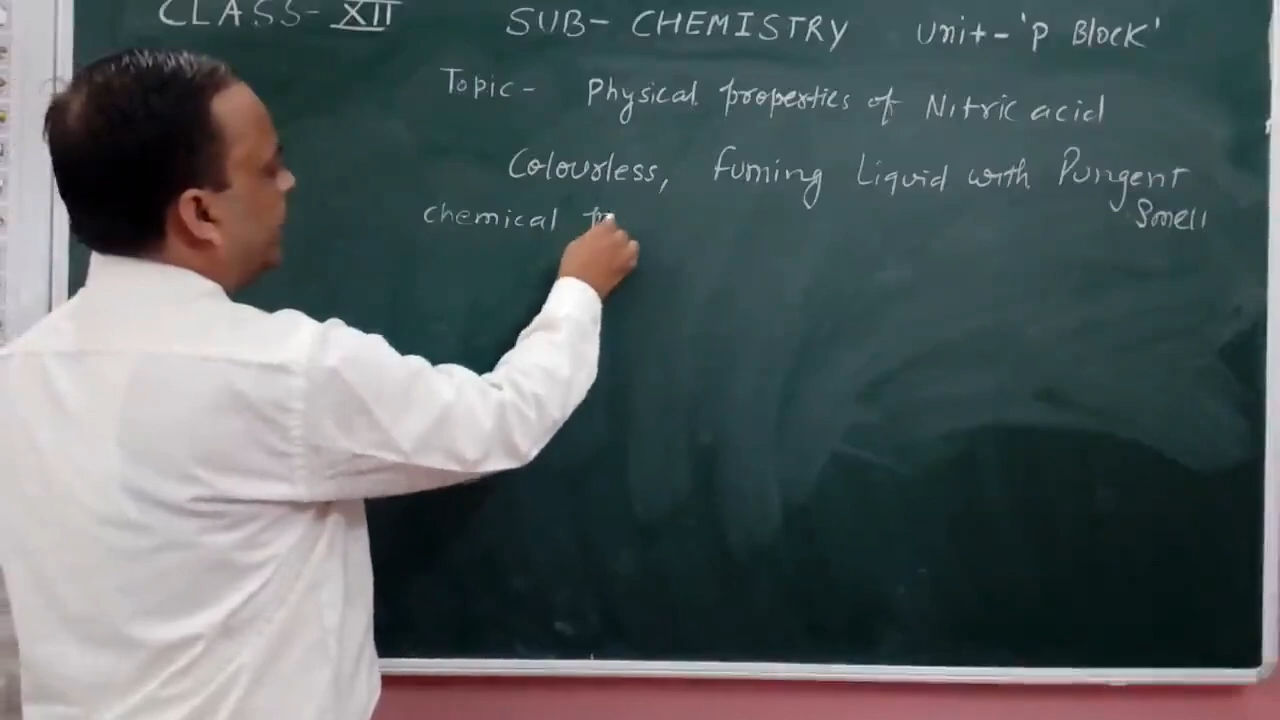 CLASS- XII SUB- CHEMISTRY Unit- 'P BLOCK'
Topic- Physical properties of Nitric acid
Colourless, Fuming Liquid with Pungent
Smell
chemical